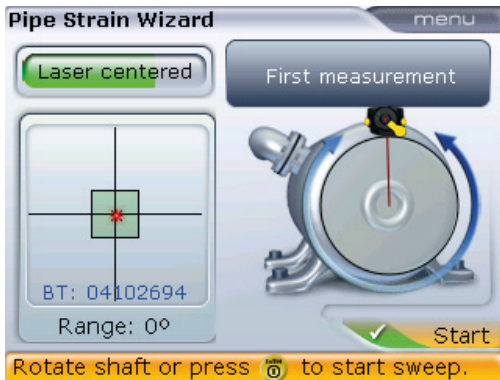 Pipe Strain Wizard
menu
Laser centered
First measurement
BT: 04102694
Range: 0º
Start
Rotate shaft or press to start sweep.